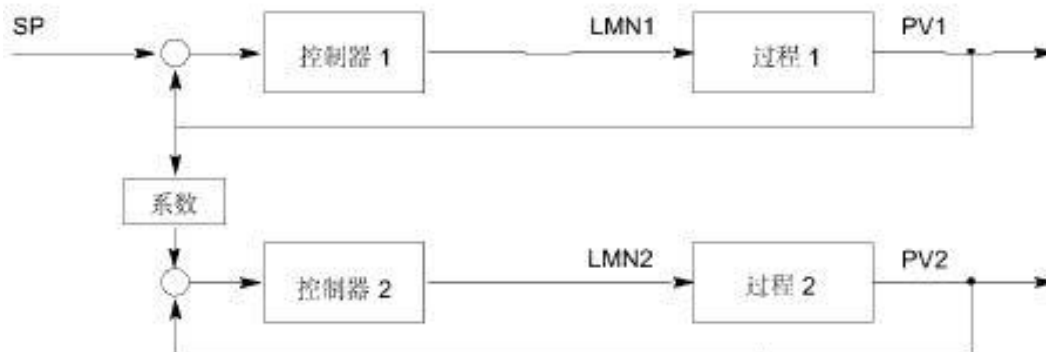 SP
控制器 1
LMN1
过程 1
PV1
系数
控制器 2
LMN2
过程 2
PV2